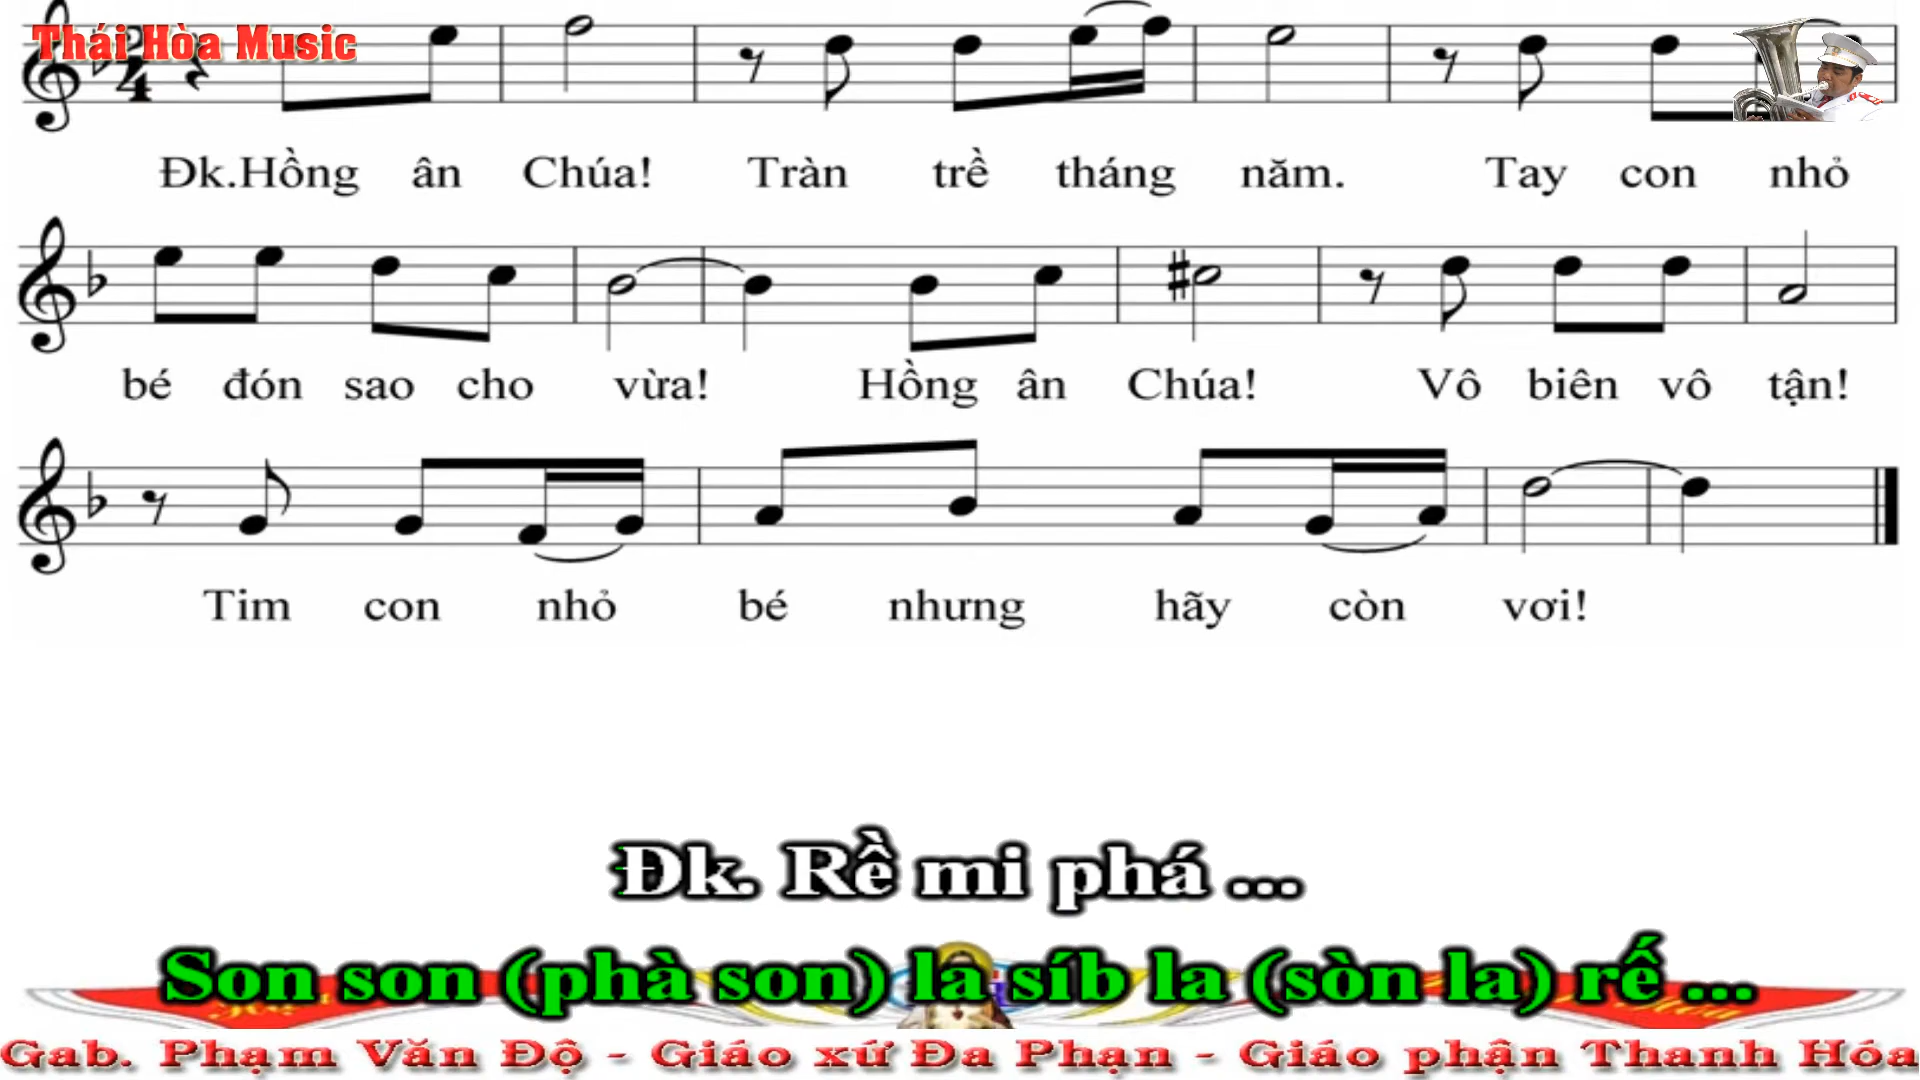 Thái Hòa Music
2
4
Đk.Hồng ân Chúa! Tràn trề tháng năm. Tay con nhỏ
bé đón sao cho vừa! Hồng ân Chúa! Vô biên vô tận!
Tim con nhỏ bé nhưng hãy còn vơi!
Đk. Rề mi phá ...
Son son (phà son) la síb la (sòn la) rế ...
Gab. Phạm Văn Độ - Giáo xứ Đa Phạn - Giáo phận Thanh Hóa